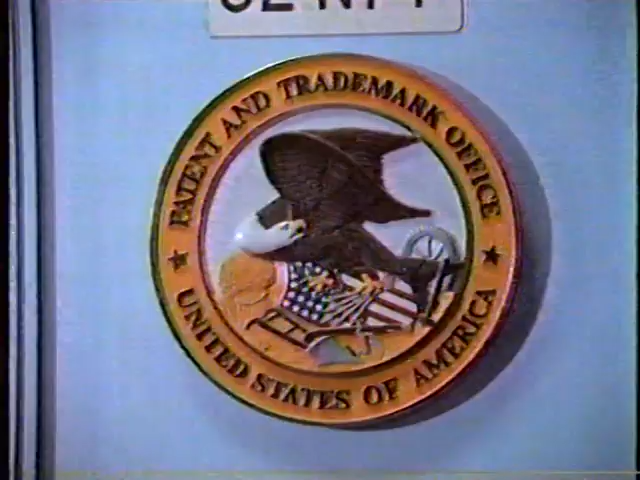 PATENT AND TRADEMARK OFFICE
UNITED STATES OF AMERICA